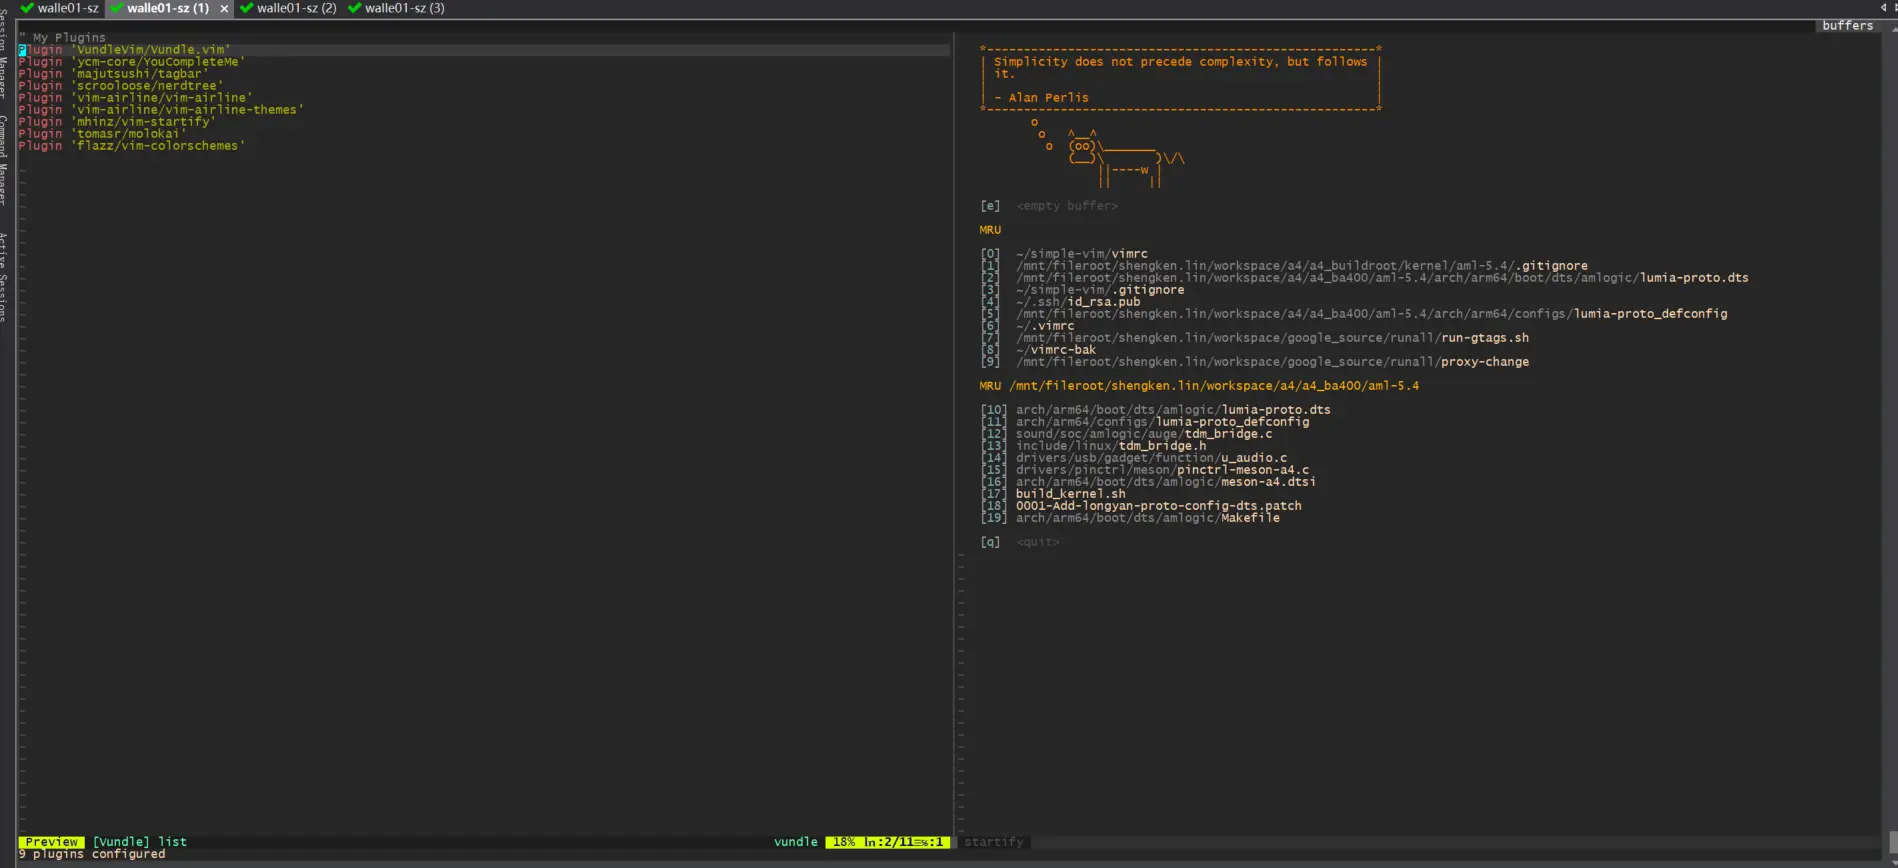 walle01-sz walle01-sz (1) × walle01-sz (2) walle01-sz (3)
buffers
Session Manager
Command Manager
Active Sessions
" My Plugins
Plugin 'VundleVim/Vundle.vim'
Plugin 'ycm-core/YouCompleteMe'
Plugin 'majutsushi/tagbar'
Plugin 'scrooloose/nerdtree'
Plugin 'vim-airline/vim-airline'
Plugin 'vim-airline/vim-airline-themes'
Plugin 'mhinz/vim-startify'
Plugin 'tomasr/molokai'
Plugin 'flazz/vim-colorschemes'
*-----------------------------------------------------*
| Simplicity does not precede complexity, but follows |
| it. |
| |
| - Alan Perlis |
*-----------------------------------------------------*
o
o ^__^
o (oo)\_______
(__)\ )\/\
||----w |
|| ||
[e] <empty buffer>
MRU
[0] ~/simple-vim/vimrc
[1] /mnt/fileroot/shengken.lin/workspace/a4/a4_buildroot/kernel/aml-5.4/.gitignore
[2] /mnt/fileroot/shengken.lin/workspace/a4/a4_ba400/aml-5.4/arch/arm64/boot/dts/amlogic/lumia-proto.dts
[3] ~/simple-vim/.gitignore
[4] ~/.ssh/id_rsa.pub
[5] /mnt/fileroot/shengken.lin/workspace/a4/a4_ba400/aml-5.4/arch/arm64/configs/lumia-proto_defconfig
[6] ~/.vimrc
[7] /mnt/fileroot/shengken.lin/workspace/google_source/runall/run-gtags.sh
[8] ~/vimrc-bak
[9] /mnt/fileroot/shengken.lin/workspace/google_source/runall/proxy-change
MRU /mnt/fileroot/shengken.lin/workspace/a4/a4_ba400/aml-5.4
[10] arch/arm64/boot/dts/amlogic/lumia-proto.dts
[11] arch/arm64/configs/lumia-proto_defconfig
[12] sound/soc/amlogic/auge/tdm_bridge.c
[13] include/linux/tdm_bridge.h
[14] drivers/usb/gadget/function/u_audio.c
[15] drivers/pinctrl/meson/pinctrl-meson-a4.c
[16] arch/arm64/boot/dts/amlogic/meson-a4.dtsi
[17] build_kernel.sh
[18] 0001-Add-longyan-proto-config-dts.patch
[19] arch/arm64/boot/dts/amlogic/Makefile
[q] <quit>
Preview [Vundle] list vundle 18% ln:2/11≡%:1 startify
9 plugins configured